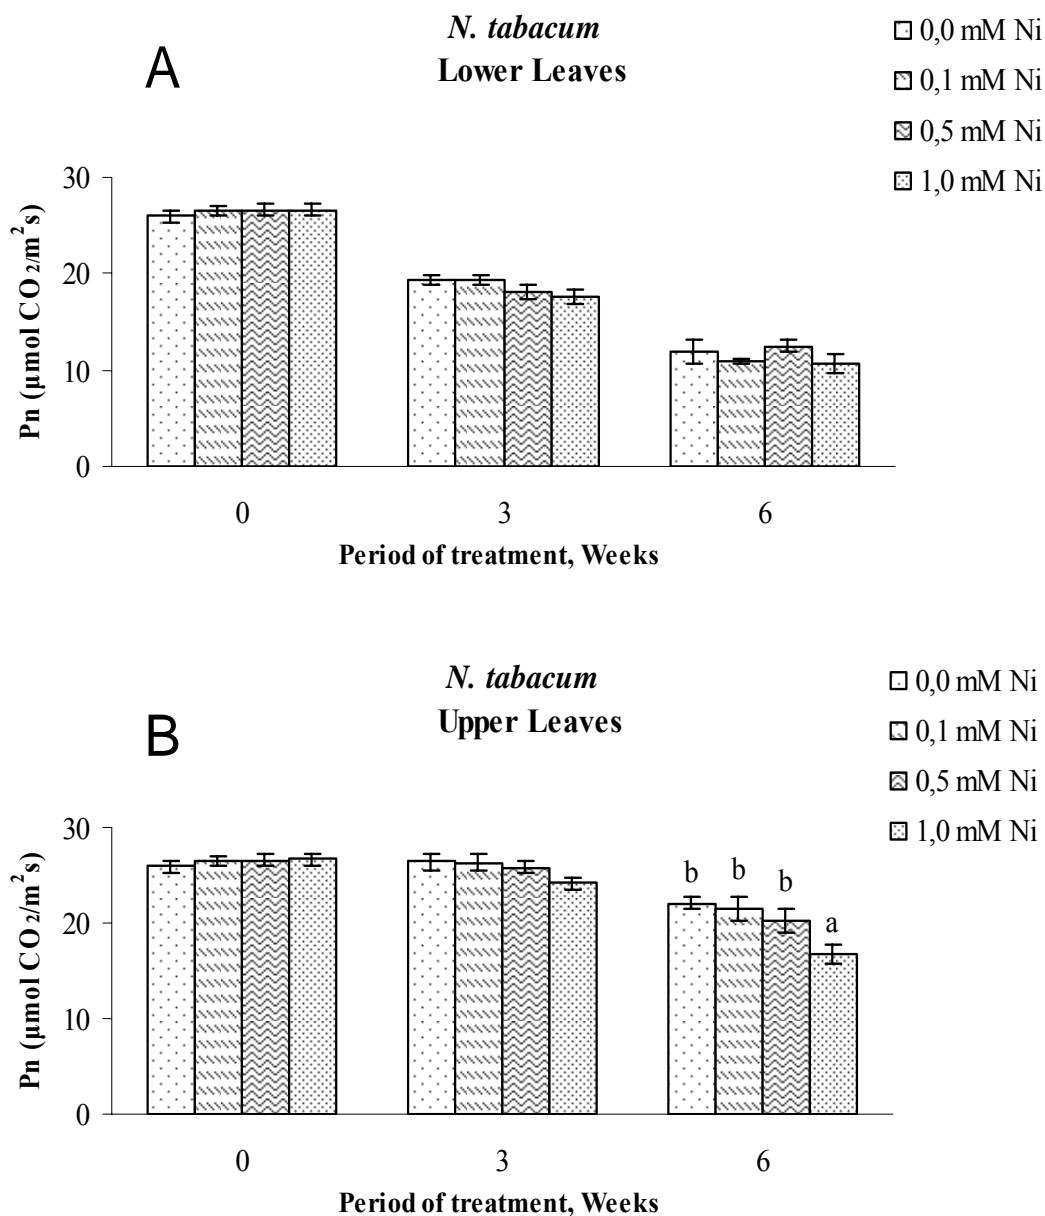 N. tabacum
Lower Leaves
A
0,0 mM Ni
0,1 mM Ni
0,5 mM Ni
1,0 mM Ni
Pn (µmol CO2/m²s)
30
20
10
0
0 3 6
Period of treatment, Weeks
N. tabacum
Upper Leaves
B
0,0 mM Ni
0,1 mM Ni
0,5 mM Ni
1,0 mM Ni
Pn (µmol CO2/m²s)
30
20
10
0
b b b a
0 3 6
Period of treatment, Weeks